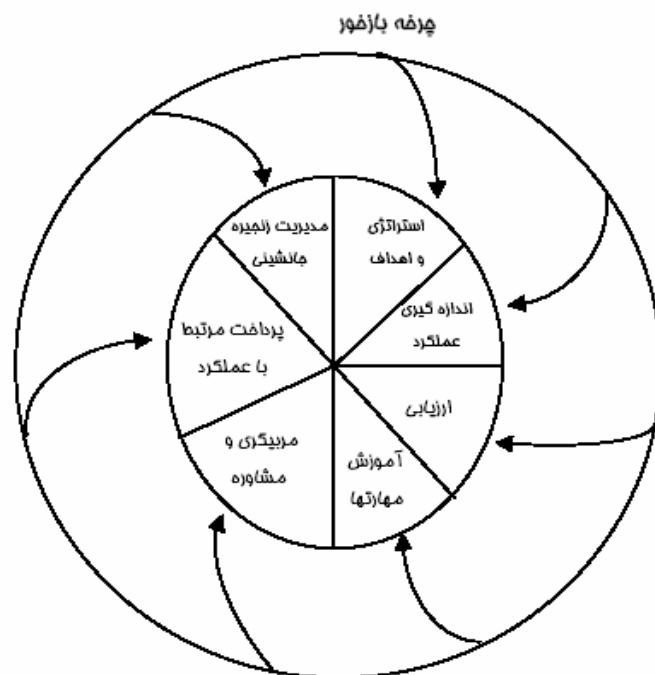 چرخه بازخور
استراتژی
و اهداف
اندازه گیری
عملکرد
ارزیابی
آموزش
مهارتها
مربیگری و
مشاوره
پرداخت مرتبط
با عملکرد
مدیریت زنجیره
جانشینی